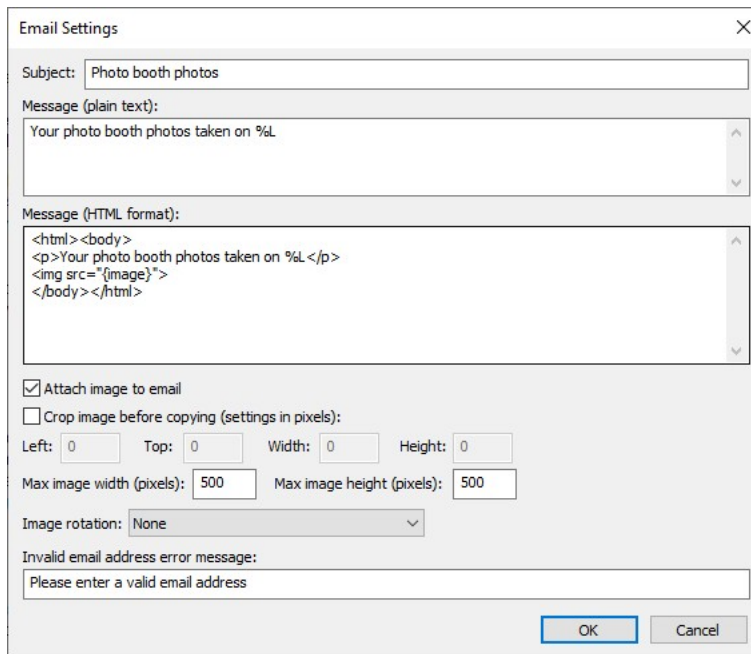 Email Settings
Subject: Photo booth photos
Message (plain text):
Your photo booth photos taken on %L
Message (HTML format):
<html><body>
<p>Your photo booth photos taken on %L</p>
<img src="{image}">
</body></html>
Attach image to email
Crop image before copying (settings in pixels):
Left: 0 Top: 0 Width: 0 Height: 0
Max image width (pixels): 500 Max image height (pixels): 500
Image rotation: None
Invalid email address error message:
Please enter a valid email address
OK Cancel